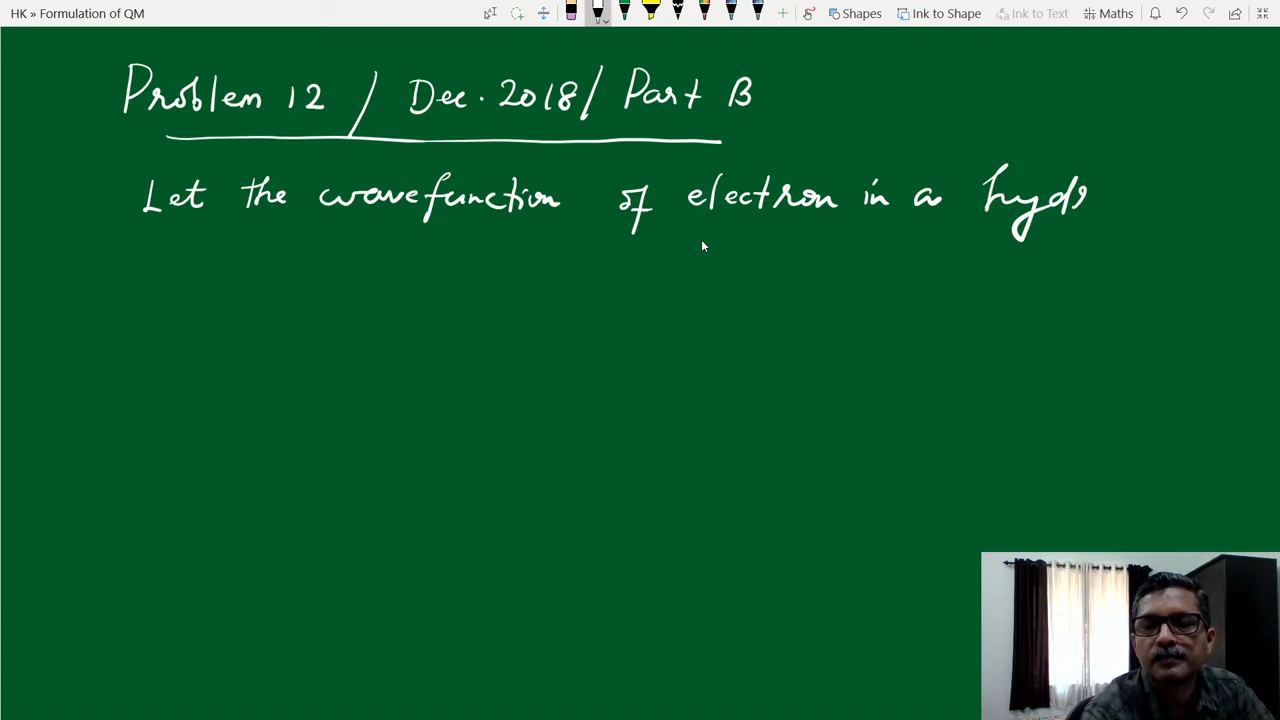 HK » Formulation of QM Shapes Ink to Shape Ink to Text Maths
Problem 12 / Dec. 2018 / Part B
Let the wavefunction of electron in a hydr